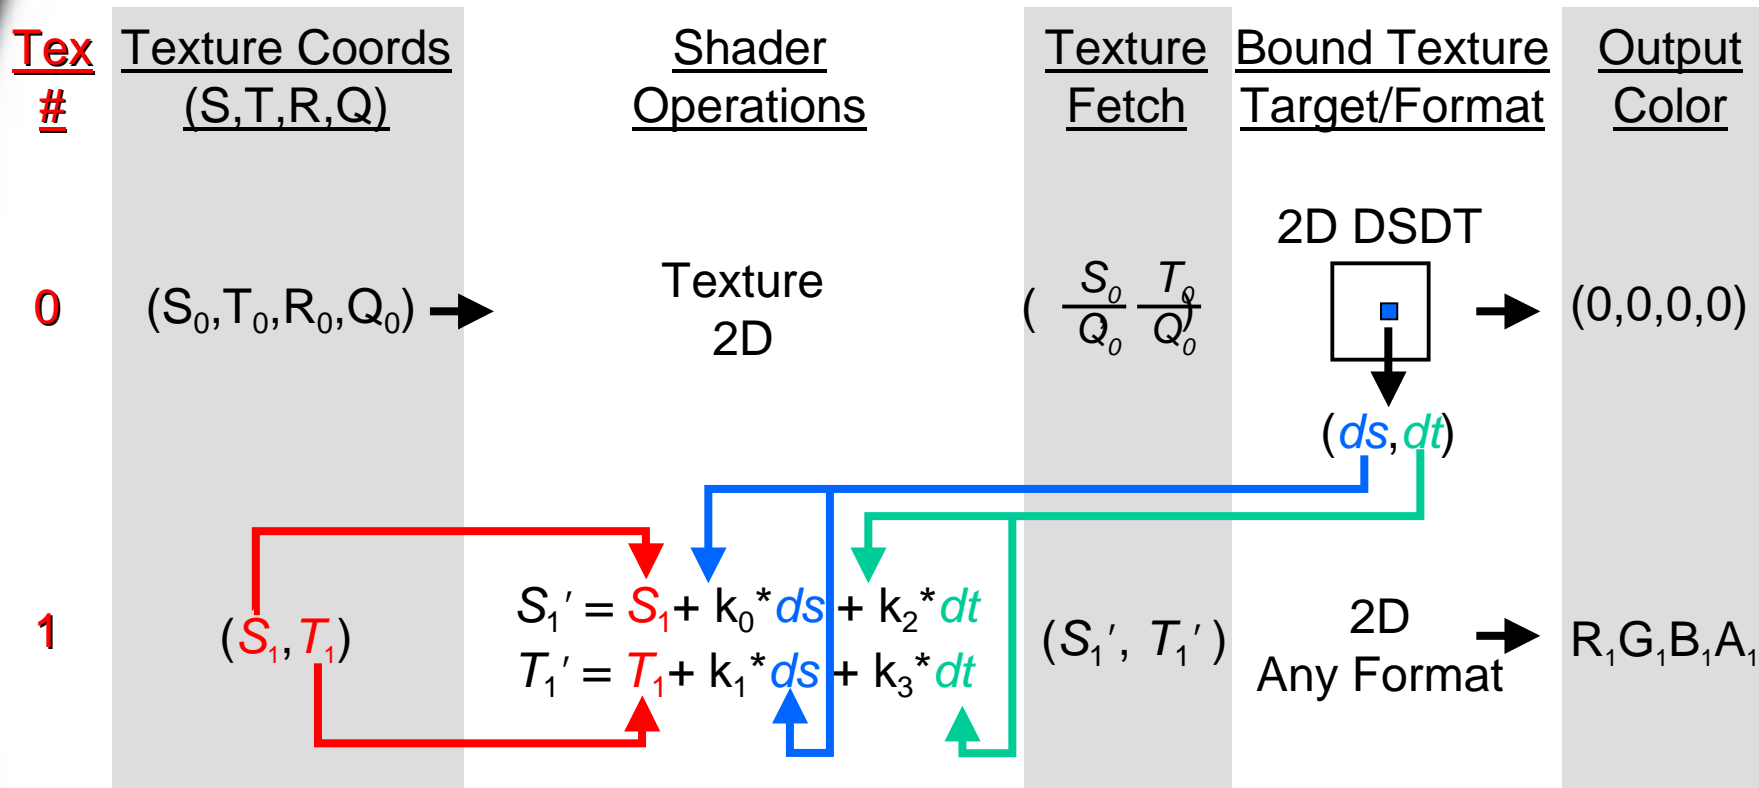 Tex
#
Texture Coords
(S,T,R,Q)
Shader
Operations
Texture
Fetch
Bound Texture
Target/Format
Output
Color
0
(S₀,T₀,R₀,Q₀)
Texture
2D
( S₀/Q₀ , T₀/Q₀ )
2D DSDT
(ds,dt)
(0,0,0,0)
1
(S₁,T₁)
S₁′ = S₁+ k₀*ds + k₂*dt
T₁′ = T₁+ k₁*ds + k₃*dt
(S₁′, T₁′)
2D
Any Format
R₁G₁B₁A₁